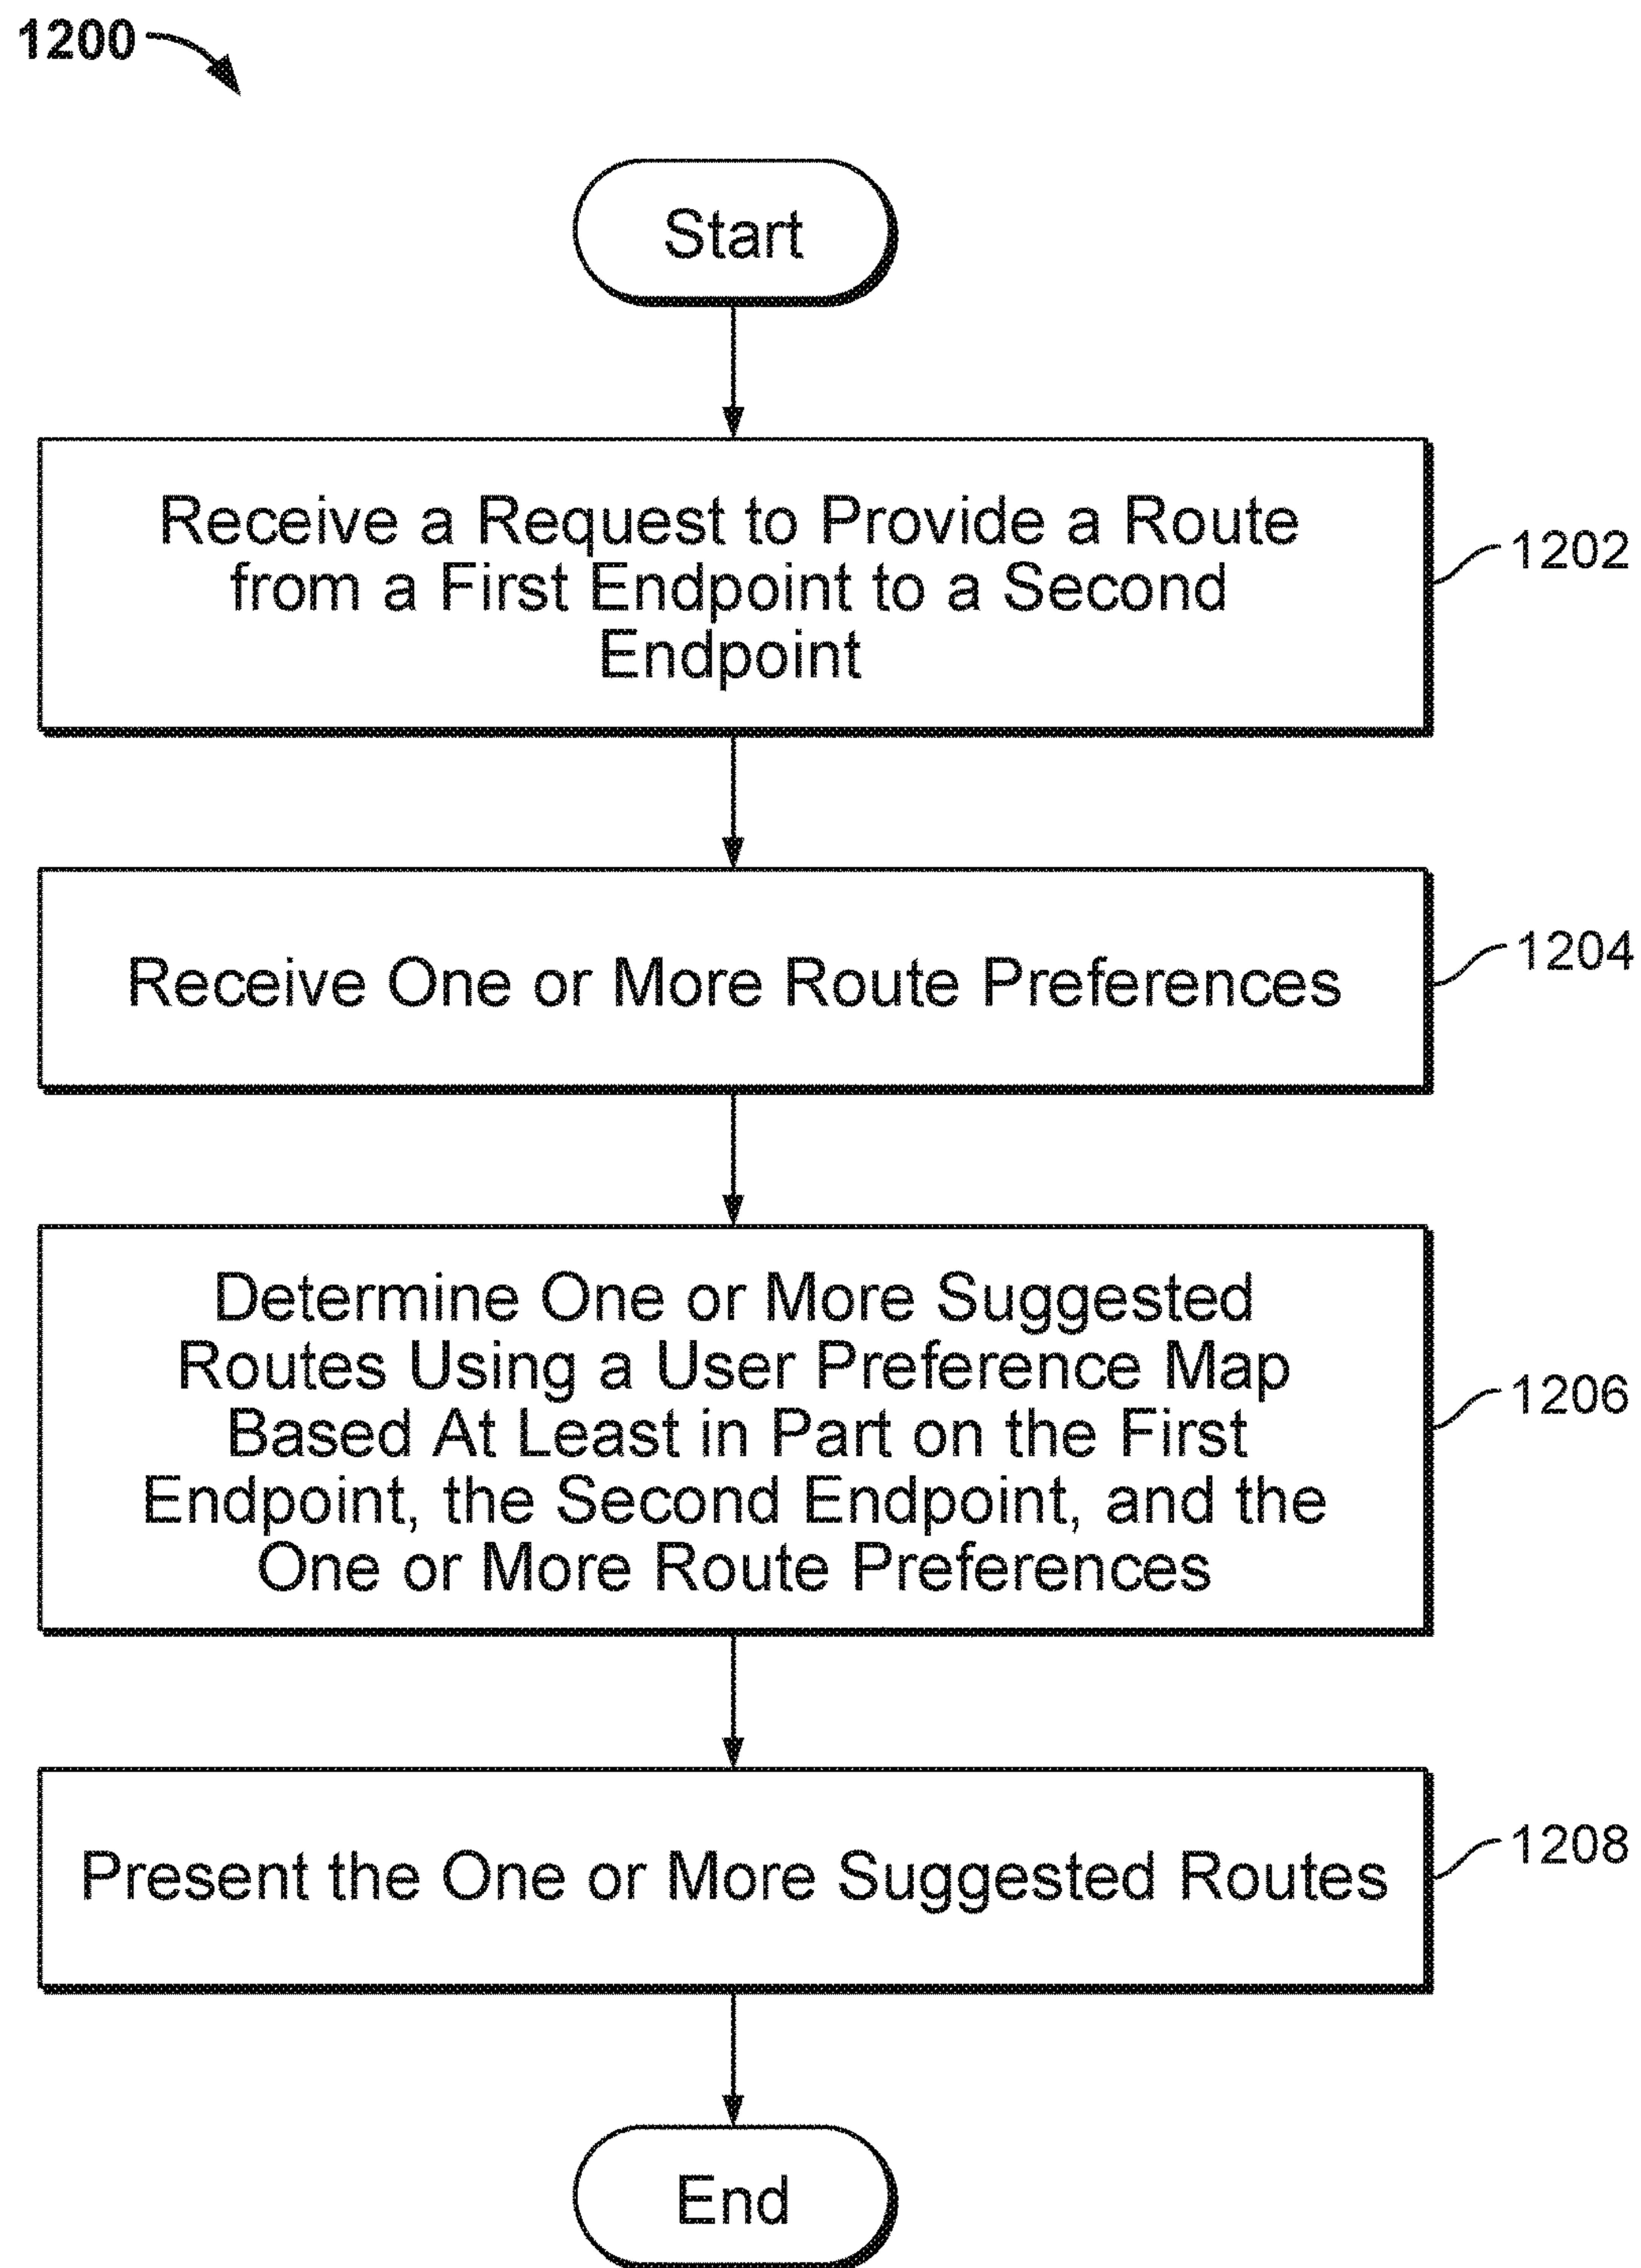 1200
Start
Receive a Request to Provide a Route
from a First Endpoint to a Second
Endpoint
1202
Receive One or More Route Preferences
1204
Determine One or More Suggested
Routes Using a User Preference Map
Based At Least in Part on the First
Endpoint, the Second Endpoint, and the
One or More Route Preferences
1206
Present the One or More Suggested Routes
1208
End